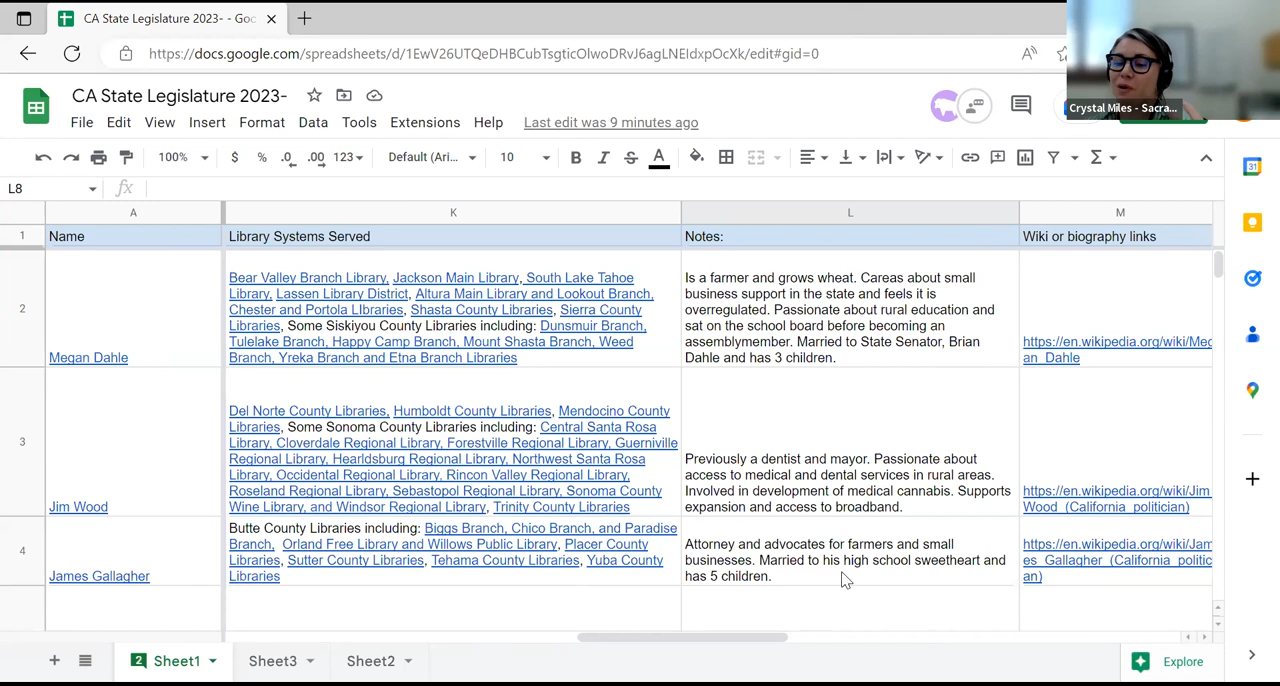 CA State Legislature 2023- - Goo
https://docs.google.com/spreadsheets/d/1EwV26UTQeDHBCubTsgticOlwoDRvJ6agLNEIdxpOcXk/edit#gid=0
CA State Legislature 2023-
File Edit View Insert Format Data Tools Extensions Help Last edit was 9 minutes ago
Crystal Miles - Sacra...
100% $ % .0 .00 123 Default (Ari... 10 B I S A
L8 fx
A K L M
1 Name Library Systems Served Notes: Wiki or biography links
2
Megan Dahle
Bear Valley Branch Library, Jackson Main Library, South Lake Tahoe
Library, Lassen Library District, Altura Main Library and Lookout Branch,
Chester and Portola LIbraries, Shasta County Libraries, Sierra County
Libraries, Some Siskiyou County Libraries including: Dunsmuir Branch,
Tulelake Branch, Happy Camp Branch, Mount Shasta Branch, Weed
Branch, Yreka Branch and Etna Branch Libraries
Is a farmer and grows wheat. Careas about small
business support in the state and feels it is
overregulated. Passionate about rural education and
sat on the school board before becoming an
assemblymember. Married to State Senator, Brian
Dahle and has 3 children.
https://en.wikipedia.org/wiki/Meg
an_Dahle
3
Jim Wood
Del Norte County Libraries, Humboldt County Libraries, Mendocino County
Libraries, Some Sonoma County Libraries including: Central Santa Rosa
Library, Cloverdale Regional Library, Forestville Regional Library, Guerniville
Regional Library, Hearldsburg Regional Library, Northwest Santa Rosa
Library, Occidental Regional Library, Rincon Valley Regional Library,
Roseland Regional Library, Sebastopol Regional Library, Sonoma County
Wine Library, and Windsor Regional Library, Trinity County Libraries
Previously a dentist and mayor. Passionate about
access to medical and dental services in rural areas.
Involved in development of medical cannabis. Supports
expansion and access to broadband.
https://en.wikipedia.org/wiki/Jim_
Wood_(California_politician)
4
James Gallagher
Butte County Libraries including: Biggs Branch, Chico Branch, and Paradise
Branch, Orland Free Library and Willows Public Library, Placer County
Libraries, Sutter County Libraries, Tehama County Libraries, Yuba County
Libraries
Attorney and advocates for farmers and small
businesses. Married to his high school sweetheart and
has 5 children.
https://en.wikipedia.org/wiki/Jam
es_Gallagher_(California_politic
an)
2 Sheet1 Sheet3 Sheet2 Explore
31